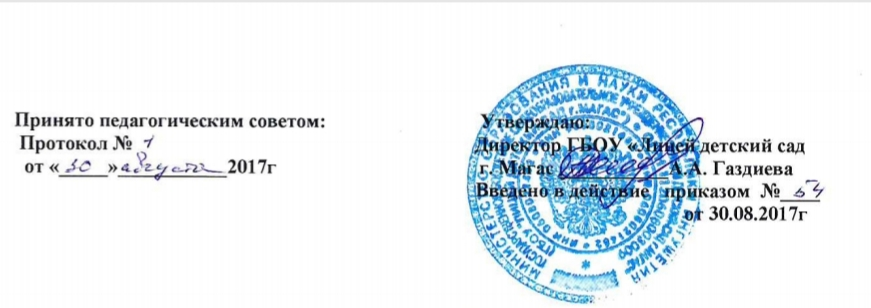 Принято педагогическим советом:
Протокол № 1
от «30» августа 2017г
Утверждаю:
Директор ГБОУ «Лицей детский сад
г. Магас А.А. Газдиева
Введено в действие приказом № 54
от 30.08.2017г